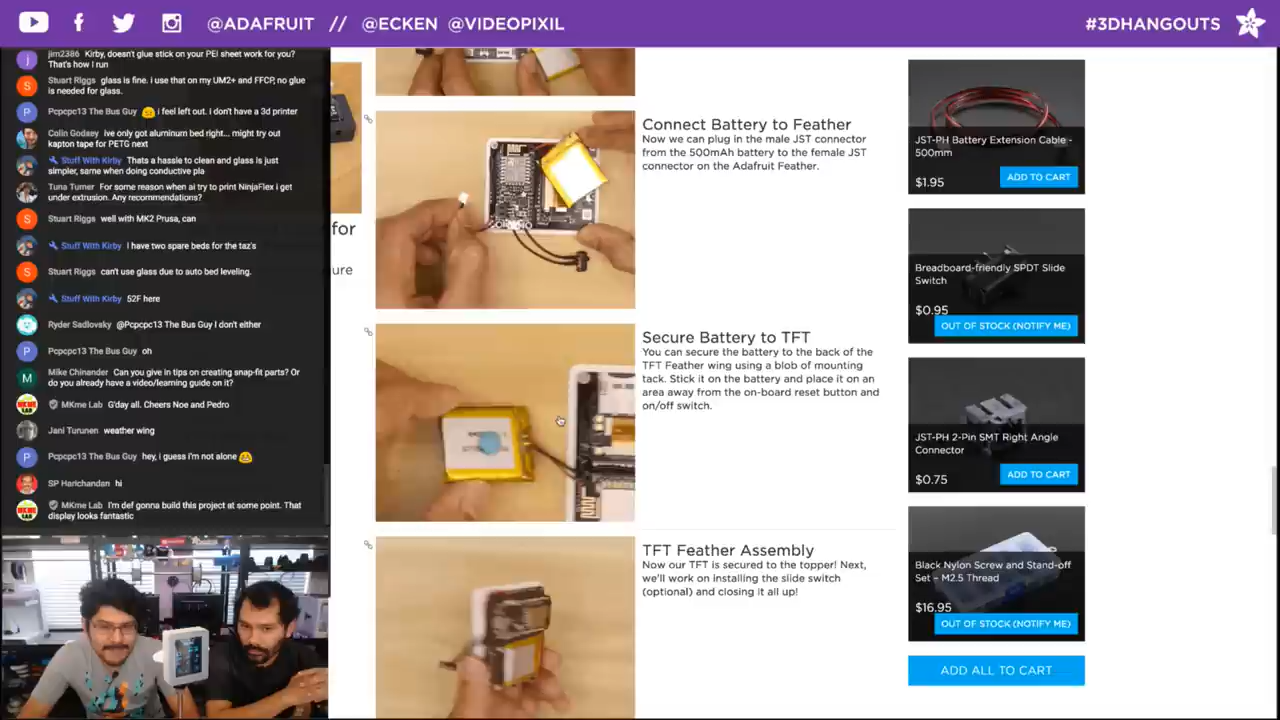 @ADAFRUIT // @ECKEN @VIDEOPIXIL
#3DHANGOUTS
jim2386 Kirby, doesn't glue stick on your PEI sheet work for you?
That's how I run
Stuart Riggs glass is fine. i use that on my UM2+ and FFCP, no glue
is needed for glass.
Pcpcpc13 The Bus Guy i feel left out. I don't have a 3d printer
Colin Godsey ive only got aluminum bed right... might try out
kapton tape for PETG next
Stuff With Kirby Thats a hassle to clean and glass is just
simpler, same when doing conductive pla
Tuna Turner For some reason when ai try to print NinjaFlex i get
under extrusion. Any recommendations?
Stuart Riggs well with MK2 Prusa, can
Stuff With Kirby I have two spare beds for the taz's
Stuart Riggs can't use glass due to auto bed leveling.
Stuff With Kirby 52F here
Ryder Sadlovsky @Pcpcpc13 The Bus Guy I don't either
Pcpcpc13 The Bus Guy oh
Mike Chinander Can you give in tips on creating snap-fit parts? Or
do you already have a video/learning guide on it?
MKme Lab G'day all. Cheers Noe and Pedro
Jani Turunen weather wing
Pcpcpc13 The Bus Guy hey, i guess i'm not alone
SP Harichandan hi
MKme Lab I'm def gonna build this project at some point. That
display looks fantastic
for
ure
Connect Battery to Feather
Now we can plug in the male JST connector
from the 500mAh battery to the female JST
connector on the Adafruit Feather.
Secure Battery to TFT
You can secure the battery to the back of the
TFT Feather wing using a blob of mounting
tack. Stick it on the battery and place it on an
area away from the on-board reset button and
on/off switch.
TFT Feather Assembly
Now our TFT is secured to the topper! Next,
we'll work on installing the slide switch
(optional) and closing it all up!
JST-PH Battery Extension Cable -
500mm
$1.95
ADD TO CART
Breadboard-friendly SPDT Slide
Switch
$0.95
OUT OF STOCK (NOTIFY ME)
JST-PH 2-Pin SMT Right Angle
Connector
$0.75
ADD TO CART
Black Nylon Screw and Stand-off
Set – M2.5 Thread
$16.95
OUT OF STOCK (NOTIFY ME)
ADD ALL TO CART